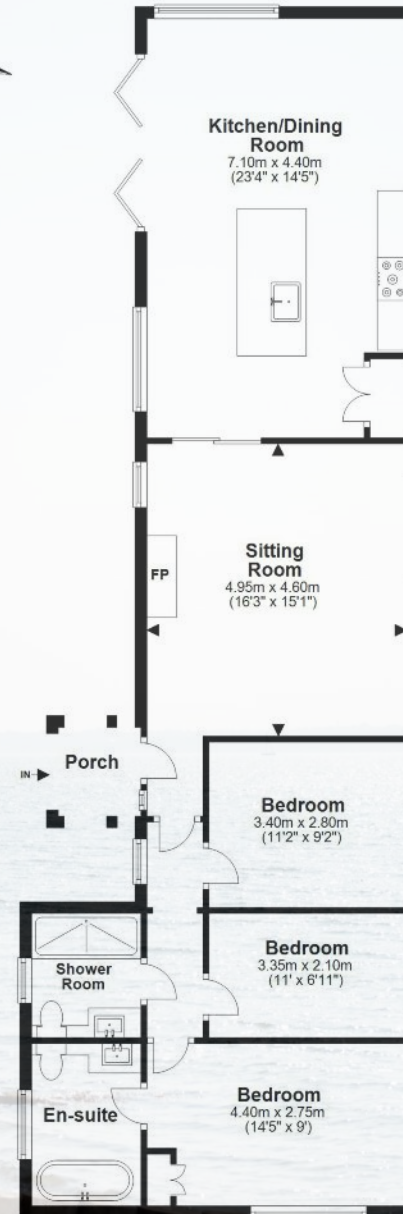 Kitchen/Dining
Room
7.10m x 4.40m
(23'4" x 14'5")
Sitting
Room
4.95m x 4.60m
(16'3" x 15'1")
FP
Porch
IN
Bedroom
3.40m x 2.80m
(11'2" x 9'2")
Bedroom
3.35m x 2.10m
(11' x 6'11")
Shower
Room
Bedroom
4.40m x 2.75m
(14'5" x 9')
En-suite